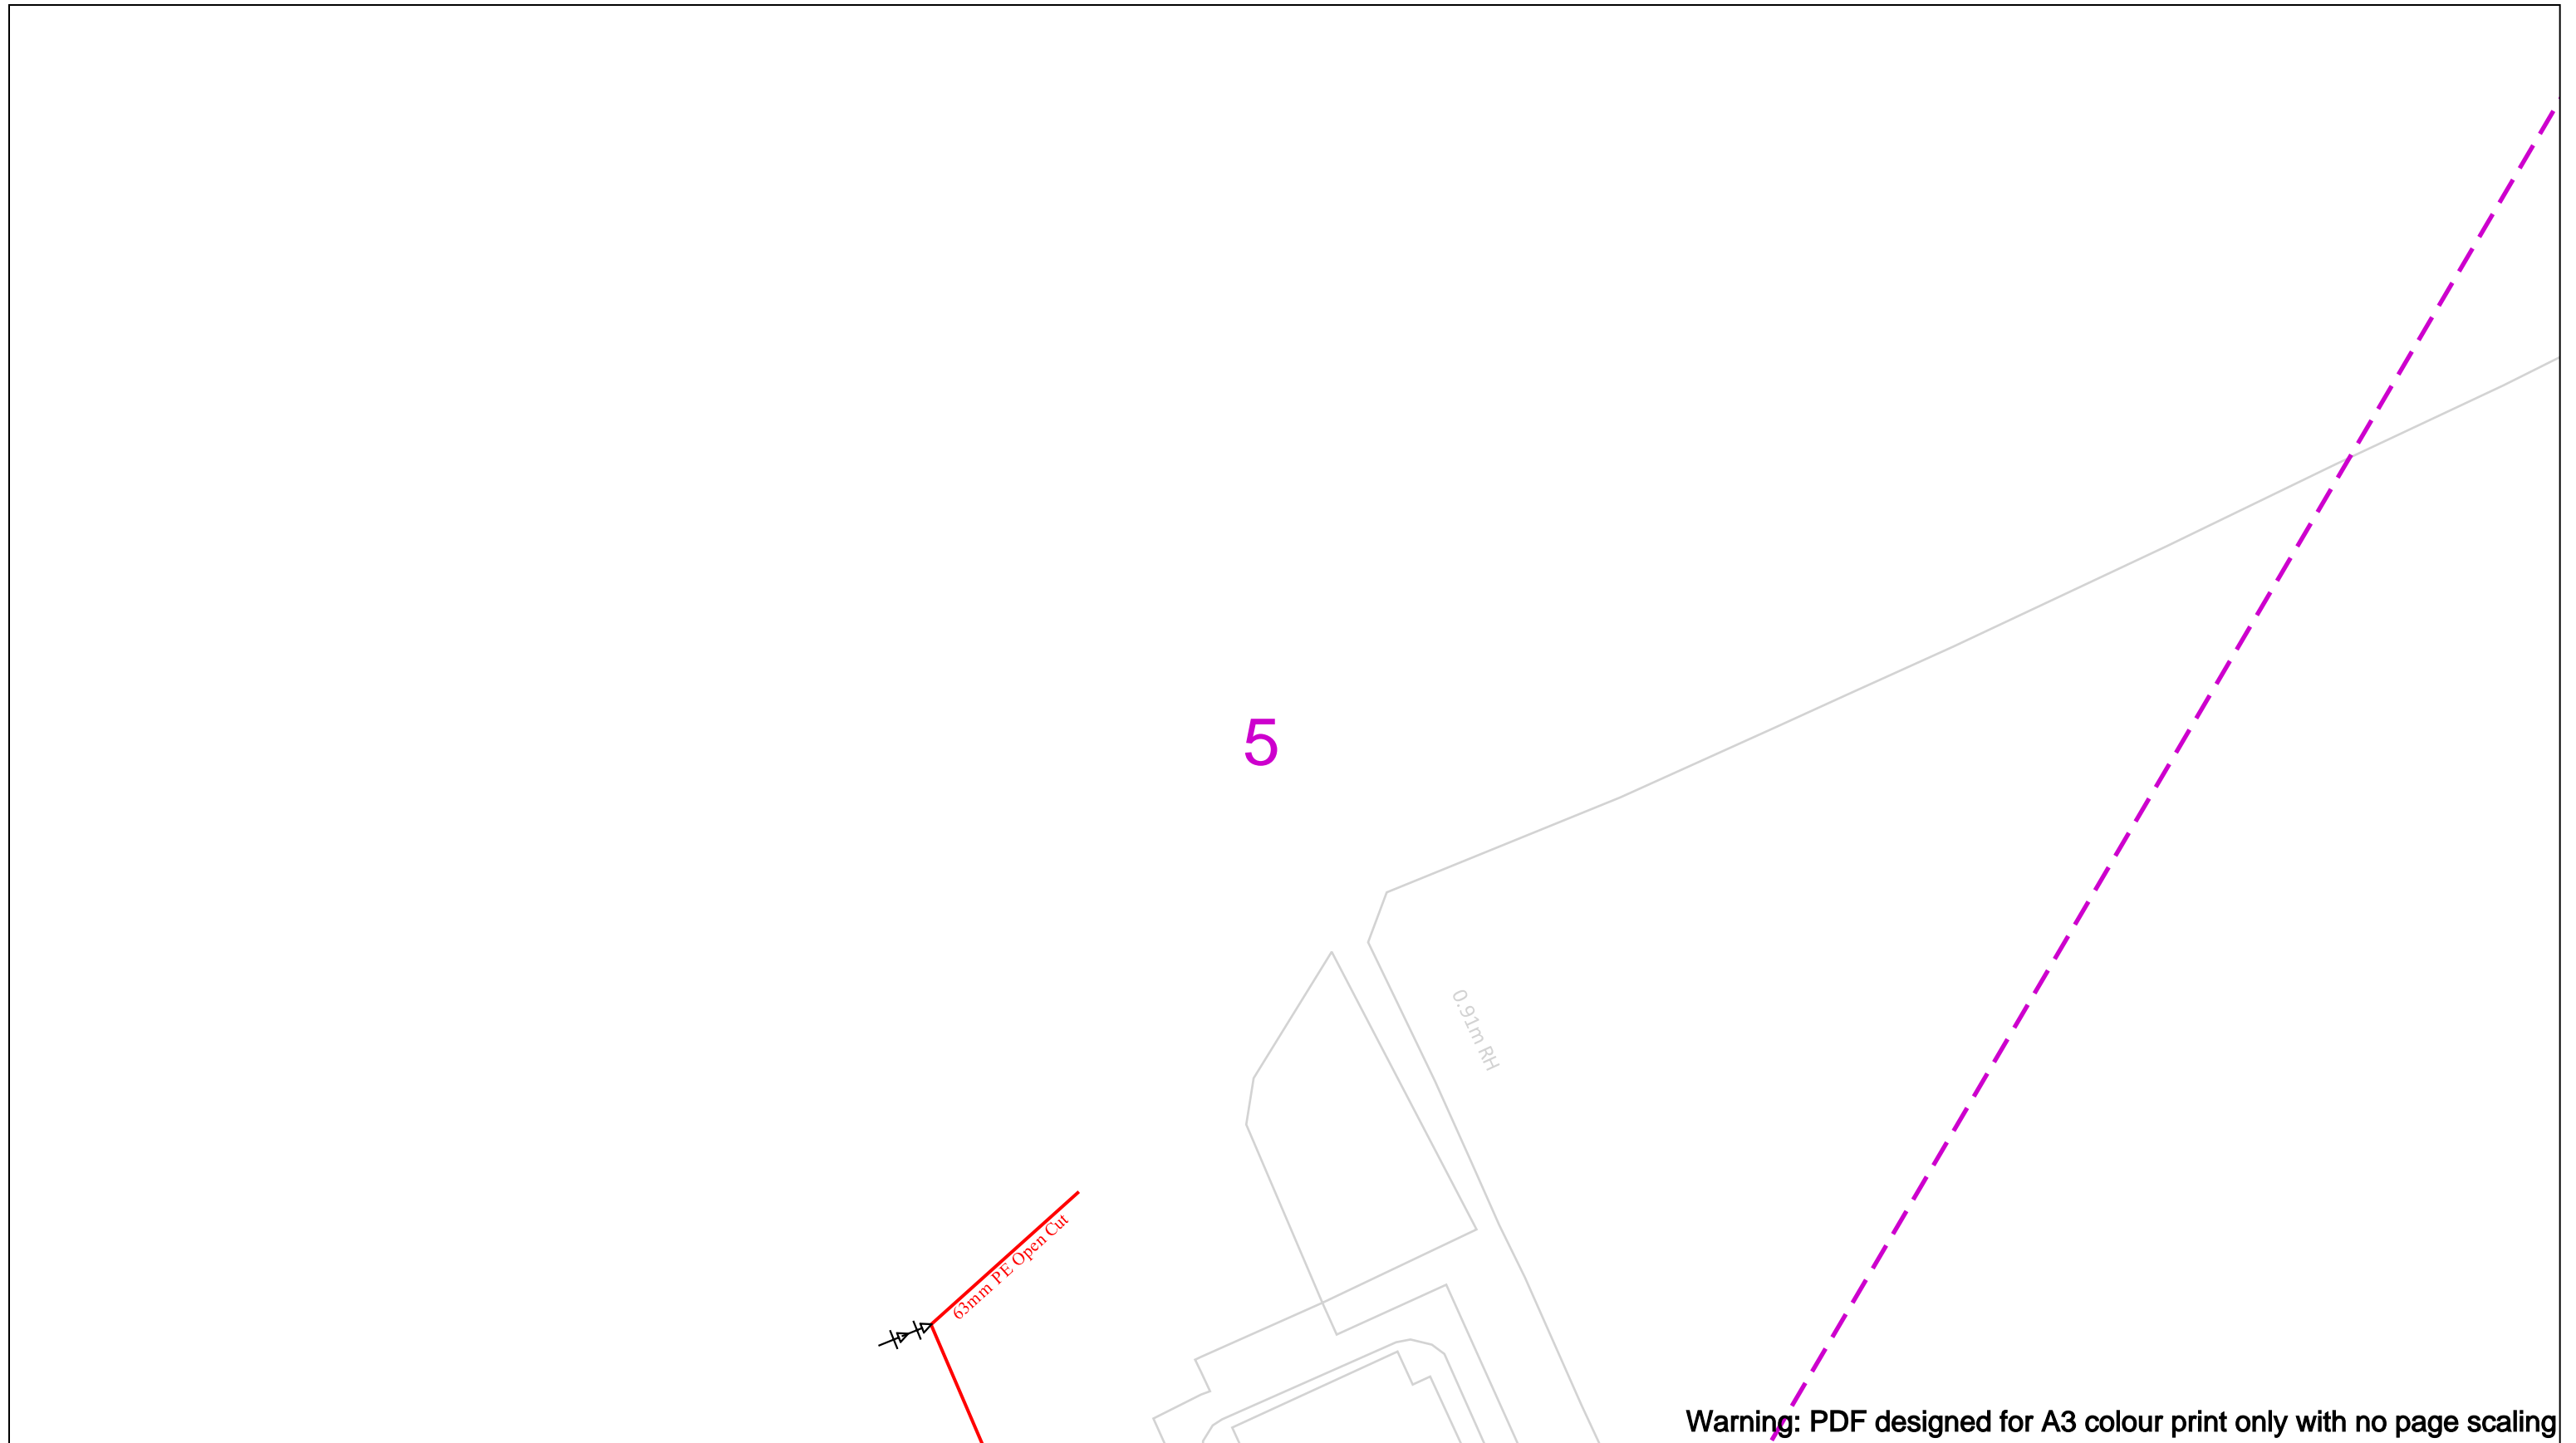 5
0.91m RH
63mm PE Open Cut
Warning: PDF designed for A3 colour print only with no page scaling